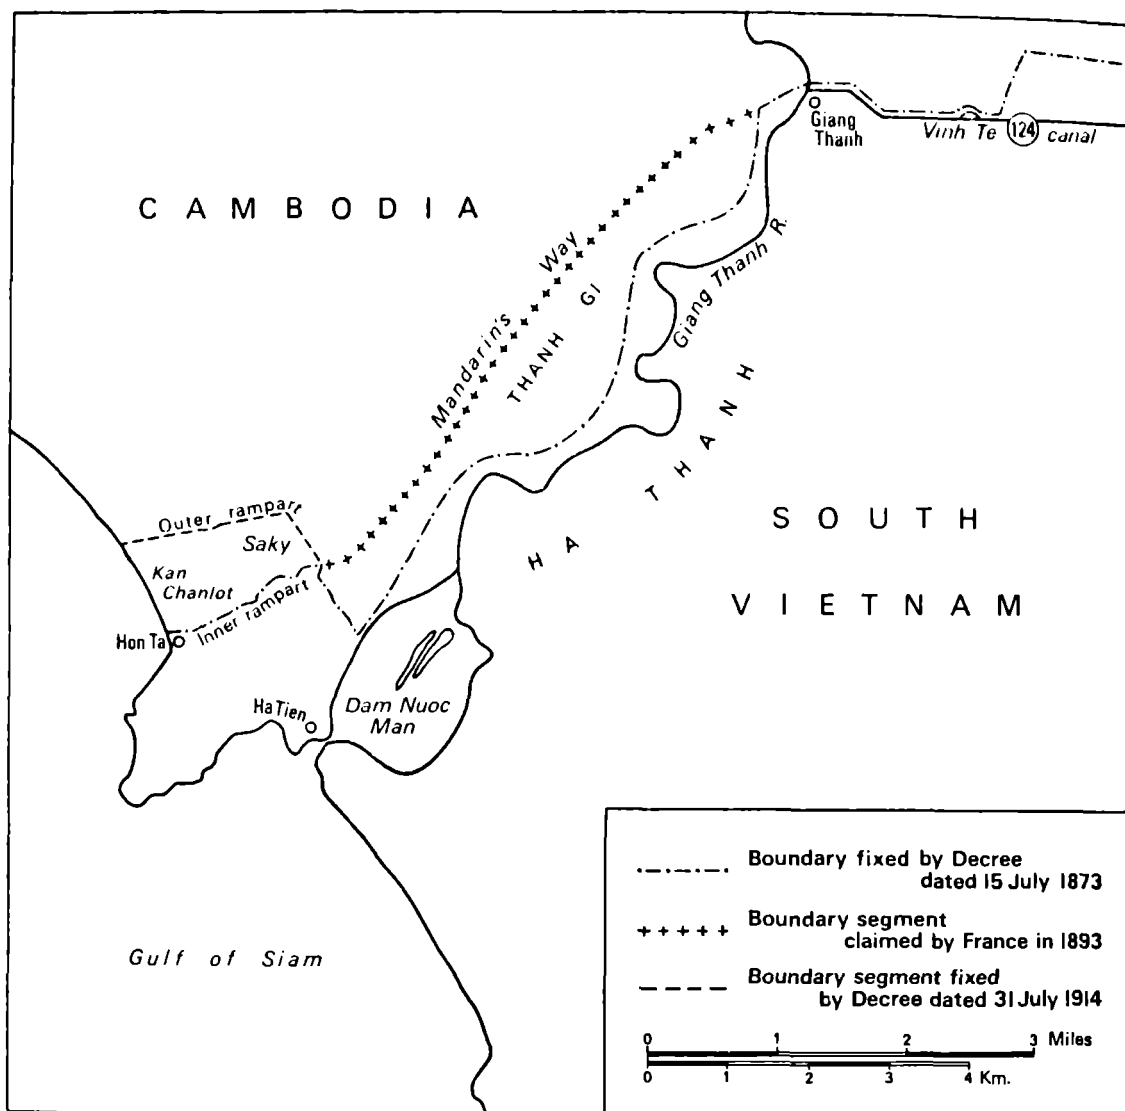 Giang
Thanh
Vinh Te 124 canal
CAMBODIA
Mandarin's Way
THANH GI
Giang Thanh R.
HA THANH
SOUTH
VIETNAM
Outer rampar
Saky
Kan
Chanlot
Inner rampart
Hon Ta
Ha Tien
Dam Nuoc
Man
Gulf of Siam
Boundary fixed by Decree
dated 15 July 1873
Boundary segment
claimed by France in 1893
Boundary segment fixed
by Decree dated 31 July 1914
0 1 2 3 Miles
0 1 2 3 4 Km.